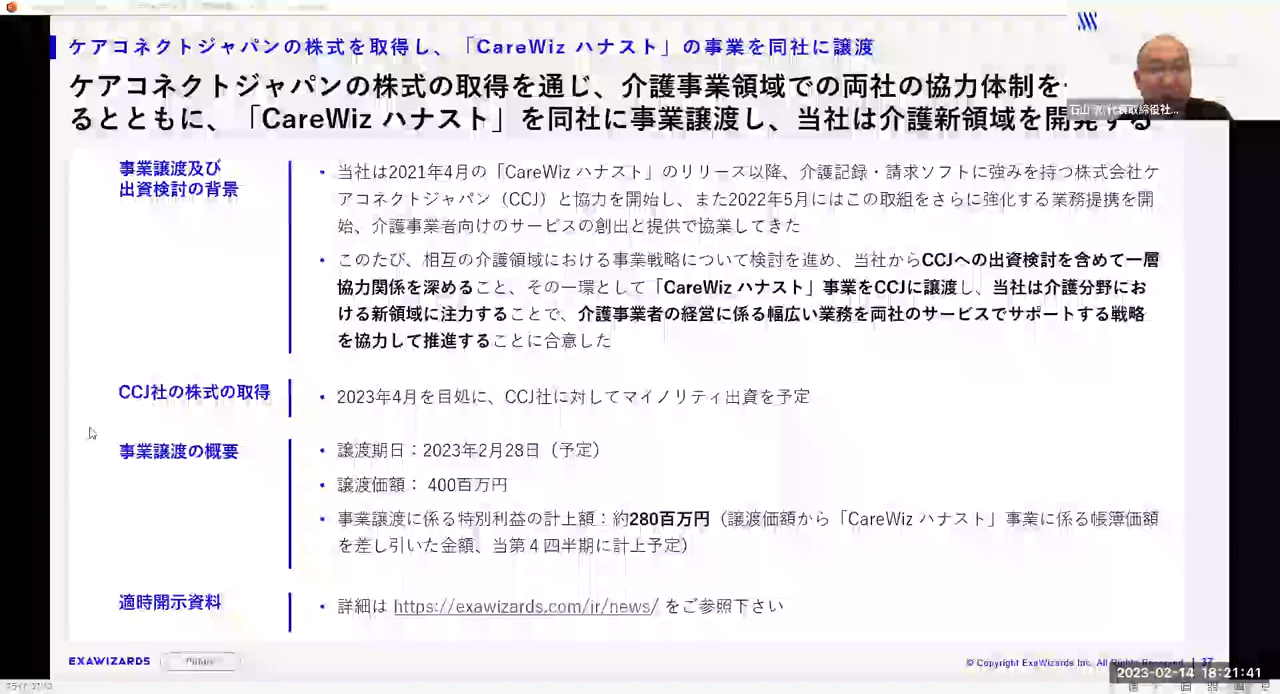 ケアコネクトジャパンの株式を取得し、「CareWiz ハナスト」の事業を同社に譲渡
ケアコネクトジャパンの株式の取得を通じ、介護事業領域での両社の協力体制を
るとともに、「CareWiz ハナスト」を同社に事業譲渡し、当社は介護新領域を開発する
代表取締役社...
事業譲渡及び
出資検討の背景
・ 当社は2021年4月の「CareWiz ハナスト」のリリース以降、介護記録・請求ソフトに強みを持つ株式会社ケ
アコネクトジャパン（CCJ）と協力を開始し、また2022年5月にはこの取組をさらに強化する業務提携を開
始、介護事業者向けのサービスの創出と提供で協業してきた
・ このたび、相互の介護領域における事業戦略について検討を進め、当社からCCJへの出資検討を含めて一層
協力関係を深めること、その一環として「CareWiz ハナスト」事業をCCJに譲渡し、当社は介護分野にお
ける新領域に注力することで、介護事業者の経営に係る幅広い業務を両社のサービスでサポートする戦略
を協力して推進することに合意した
CCJ社の株式の取得
・ 2023年4月を目処に、CCJ社に対してマイノリティ出資を予定
事業譲渡の概要
・ 譲渡期日：2023年2月28日（予定）
・ 譲渡価額： 400百万円
・ 事業譲渡に係る特別利益の計上額：約280百万円（譲渡価額から「CareWiz ハナスト」事業に係る帳簿価額
を差し引いた金額、当第４四半期に計上予定）
適時開示資料
・ 詳細は https://exawizards.com/ir/news/ をご参照下さい
EXAWIZARDS
© Copyright ExaWizards Inc. All Rights Reserved. | 37
2023-02-14 18:21:41